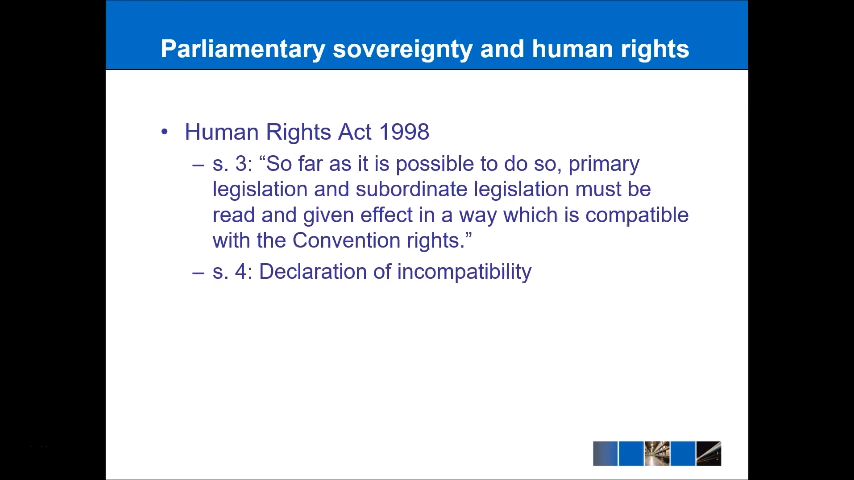 Parliamentary sovereignty and human rights
• Human Rights Act 1998
– s. 3: “So far as it is possible to do so, primary
legislation and subordinate legislation must be
read and given effect in a way which is compatible
with the Convention rights.”
– s. 4: Declaration of incompatibility